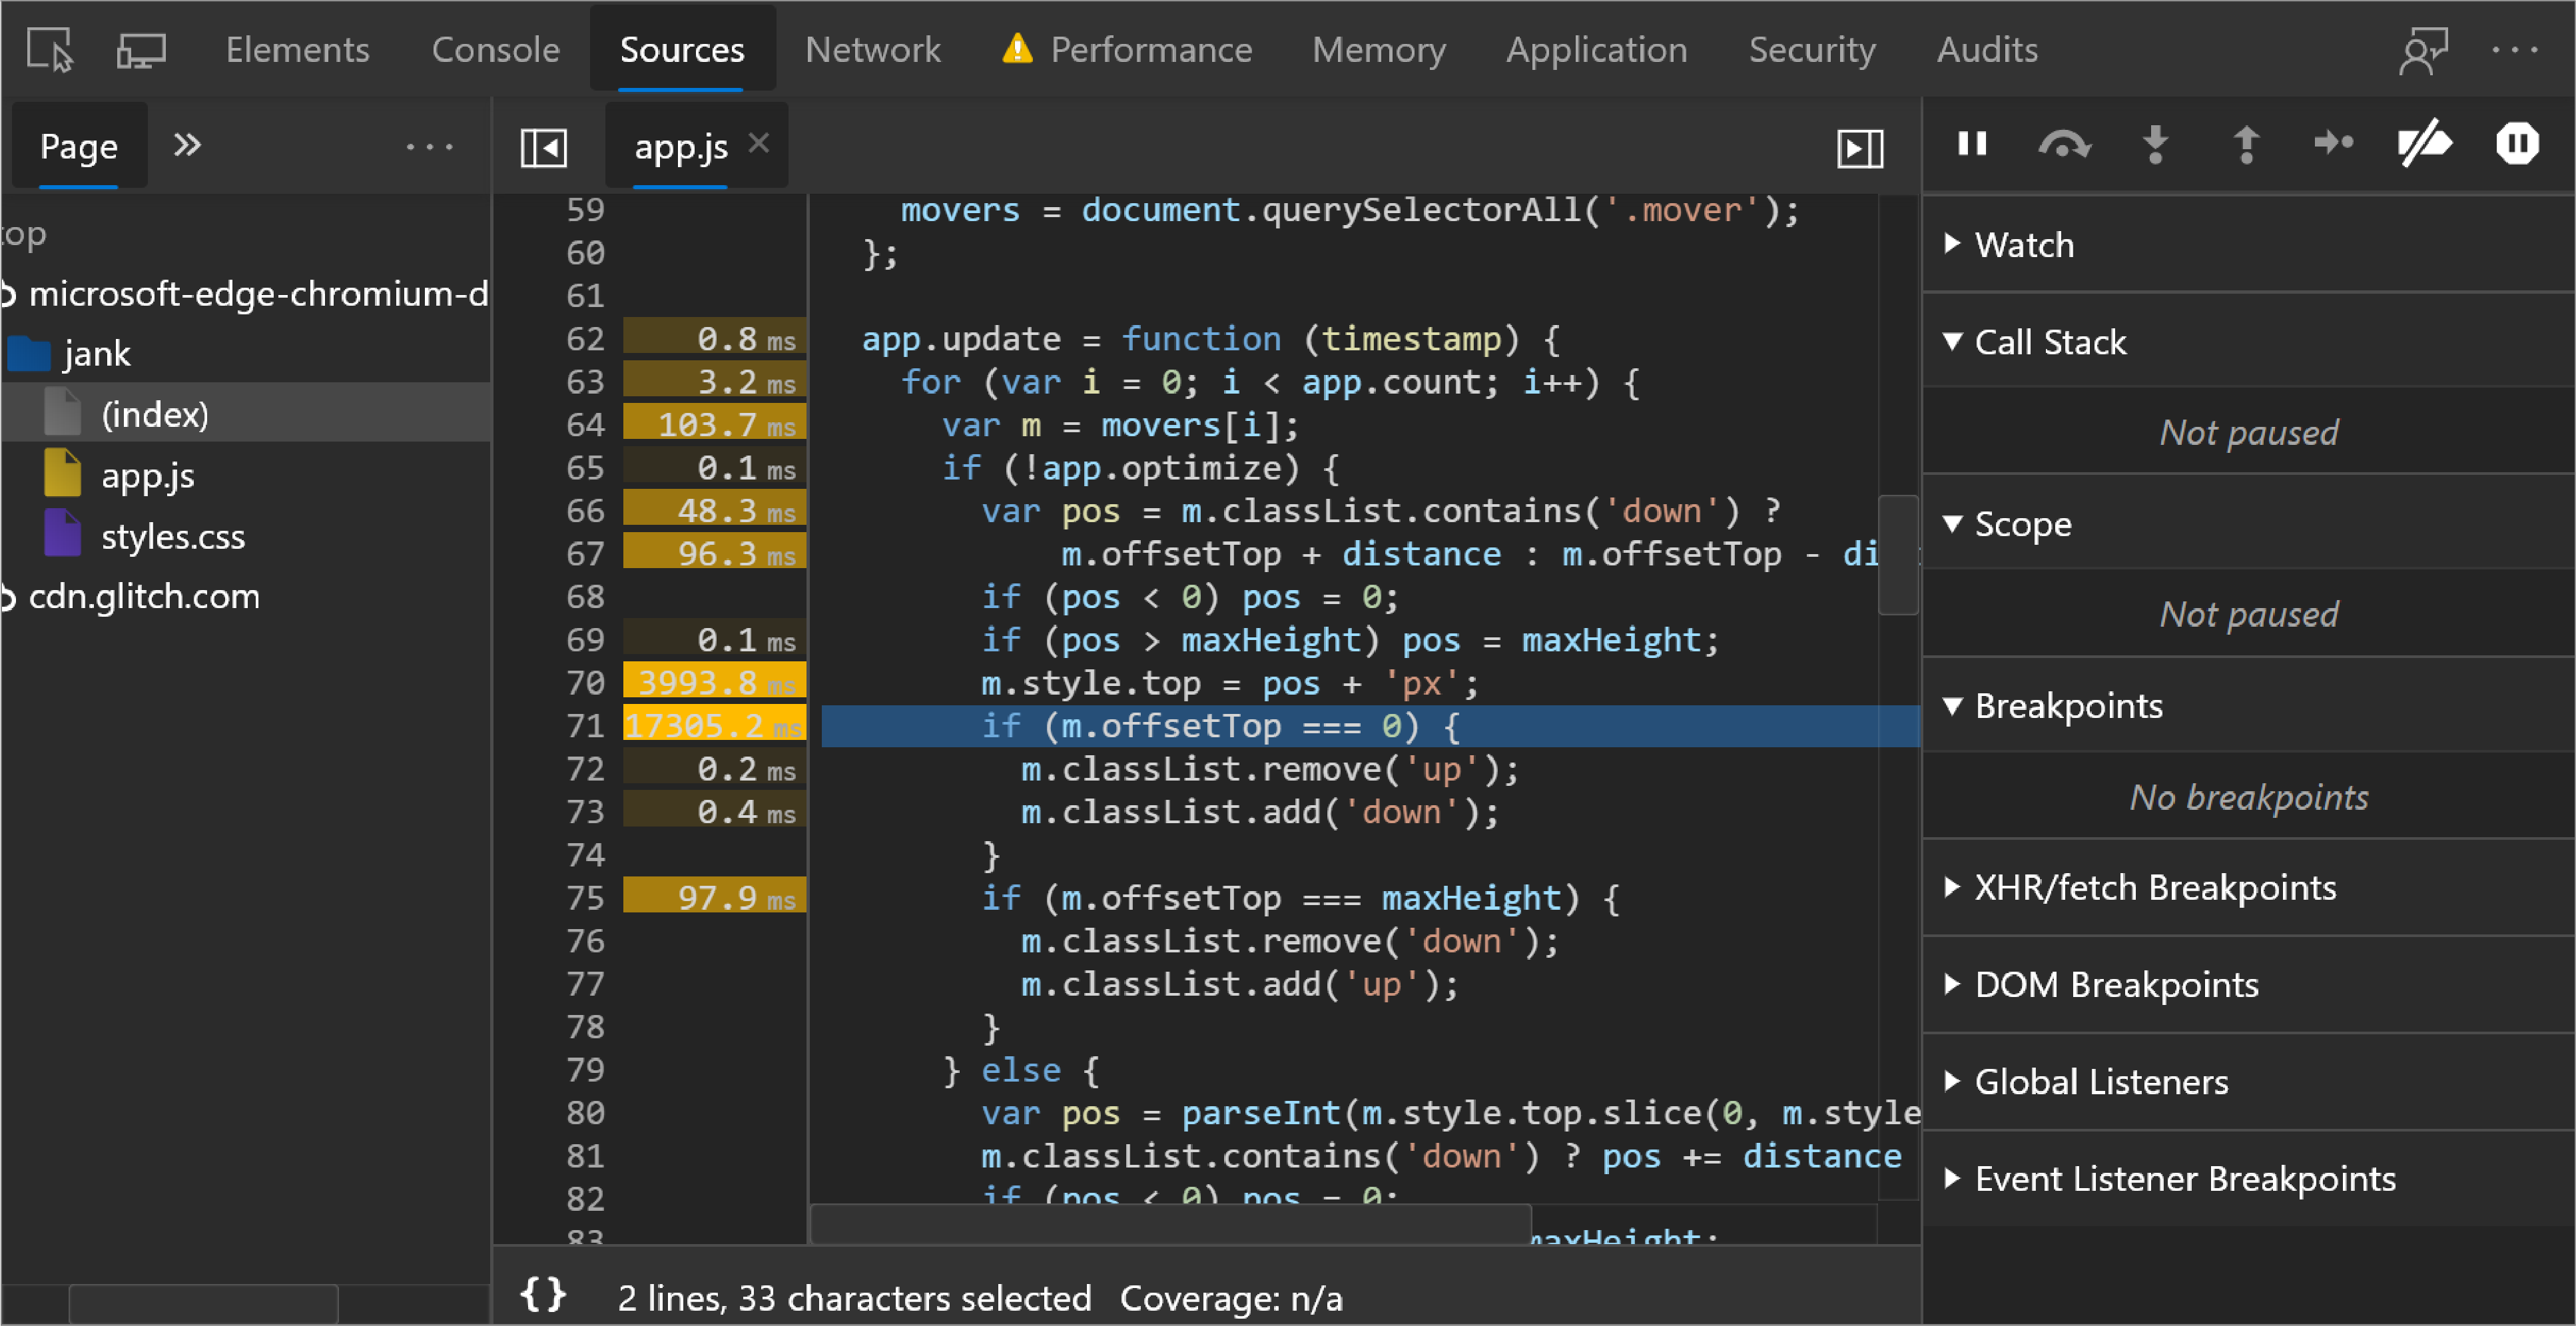 Elements Console Sources Network Performance Memory Application Security Audits
Page
app.js
top
microsoft-edge-chromium-d
jank
(index)
app.js
styles.css
cdn.glitch.com
59 movers = document.querySelectorAll('.mover');
60 };
61
62 0.8 ms app.update = function (timestamp) {
63 3.2 ms for (var i = 0; i < app.count; i++) {
64 103.7 ms var m = movers[i];
65 0.1 ms if (!app.optimize) {
66 48.3 ms var pos = m.classList.contains('down') ?
67 96.3 ms m.offsetTop + distance : m.offsetTop - di
68 if (pos < 0) pos = 0;
69 0.1 ms if (pos > maxHeight) pos = maxHeight;
70 3993.8 ms m.style.top = pos + 'px';
71 17305.2 ms if (m.offsetTop === 0) {
72 0.2 ms m.classList.remove('up');
73 0.4 ms m.classList.add('down');
74 }
75 97.9 ms if (m.offsetTop === maxHeight) {
76 m.classList.remove('down');
77 m.classList.add('up');
78 }
79 } else {
80 var pos = parseInt(m.style.top.slice(0, m.style
81 m.classList.contains('down') ? pos += distance
82 if (pos < 0) pos = 0;
83 maxHeight;
{} 2 lines, 33 characters selected Coverage: n/a
Watch
Call Stack
Not paused
Scope
Not paused
Breakpoints
No breakpoints
XHR/fetch Breakpoints
DOM Breakpoints
Global Listeners
Event Listener Breakpoints